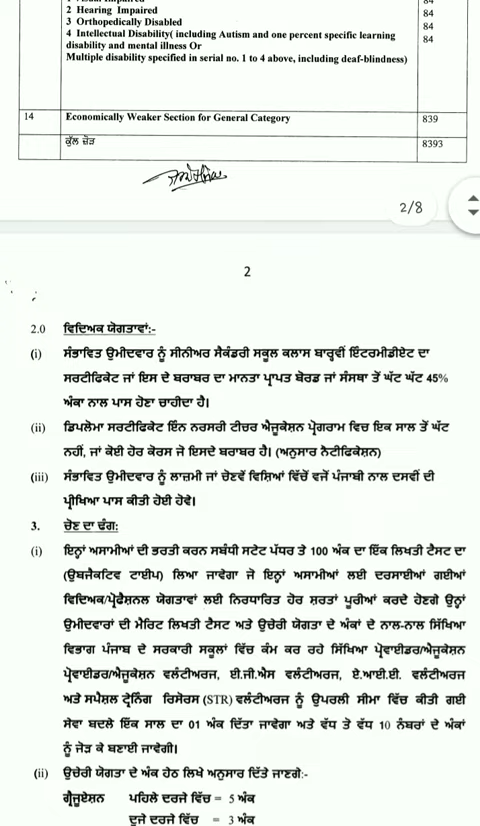 84
2 Hearing Impaired 84
3 Orthopedically Disabled 84
4 Intellectual Disability( including Autism and one percent specific learning 84
disability and mental illness Or
Multiple disability specified in serial no. 1 to 4 above, including deaf-blindness)
14 Economically Weaker Section for General Category 839
ਕੁੱਲ ਜੋੜ 8393
2/8
2
2.0 ਵਿਦਿਅਕ ਯੋਗਤਾਵਾਂ:-
(i) ਸੰਭਾਵਿਤ ਉਮੀਦਵਾਰ ਨੂੰ ਸੀਨੀਅਰ ਸੈਕੰਡਰੀ ਸਕੂਲ ਕਲਾਸ ਬਾਰ੍ਹਵੀਂ ਇੰਟਰਮੀਡੀਏਟ ਦਾ
ਸਰਟੀਫਿਕੇਟ ਜਾਂ ਇਸ ਦੇ ਬਰਾਬਰ ਦਾ ਮਾਨਤਾ ਪ੍ਰਾਪਤ ਬੋਰਡ ਜਾਂ ਸੰਸਥਾ ਤੋਂ ਘੱਟ ਘੱਟ 45%
ਅੰਕਾ ਨਾਲ ਪਾਸ ਹੋਣਾ ਚਾਹੀਦਾ ਹੈ।
(ii) ਡਿਪਲੋਮਾ ਸਰਟੀਫਿਕੇਟ ਇੰਨ ਨਰਸਰੀ ਟੀਚਰ ਐਜੂਕੇਸ਼ਨ ਪ੍ਰੋਗਰਾਮ ਵਿਚ ਇਕ ਸਾਲ ਤੋਂ ਘੱਟ
ਨਹੀਂ, ਜਾਂ ਕੋਈ ਹੋਰ ਕੋਰਸ ਜੋ ਇਸਦੇ ਬਰਾਬਰ ਹੈ। (ਅਨੁਸਾਰ ਨੋਟੀਫਿਕੇਸ਼ਨ)
(iii) ਸੰਭਾਵਿਤ ਉਮੀਦਵਾਰ ਨੂੰ ਲਾਜ਼ਮੀ ਜਾਂ ਚੋਣਵੇਂ ਵਿਸ਼ਿਆਂ ਵਿੱਚੋਂ ਵਜੋਂ ਪੰਜਾਬੀ ਨਾਲ ਦਸਵੀਂ ਦੀ
ਪ੍ਰੀਖਿਆ ਪਾਸ ਕੀਤੀ ਹੋਈ ਹੋਵੇ।
3. ਚੋਣ ਦਾ ਢੰਗ:
(i) ਇਨ੍ਹਾਂ ਅਸਾਮੀਆਂ ਦੀ ਭਰਤੀ ਕਰਨ ਸਬੰਧੀ ਸਟੇਟ ਪੱਧਰ ਤੇ 100 ਅੰਕ ਦਾ ਇੱਕ ਲਿਖਤੀ ਟੈਸਟ ਦਾ
(ਉਬਜੈਕਟਿਵ ਟਾਈਪ) ਲਿਆ ਜਾਵੇਗਾ ਜੋ ਇਨ੍ਹਾਂ ਅਸਾਮੀਆਂ ਲਈ ਦਰਸਾਈਆਂ ਗਈਆਂ
ਵਿਦਿਅਕ/ਪ੍ਰੋਫੈਸ਼ਨਲ ਯੋਗਤਾਵਾਂ ਲਈ ਨਿਰਧਾਰਿਤ ਹੋਰ ਸ਼ਰਤਾਂ ਪੂਰੀਆਂ ਕਰਦੇ ਹੋਣਗੇ ਉਨ੍ਹਾਂ
ਉਮੀਦਵਾਰਾਂ ਦੀ ਮੈਰਿਟ ਲਿਖਤੀ ਟੈਸਟ ਅਤੇ ਉਚੇਰੀ ਯੋਗਤਾ ਦੇ ਅੰਕਾਂ ਦੇ ਨਾਲ-ਨਾਲ ਸਿੱਖਿਆ
ਵਿਭਾਗ ਪੰਜਾਬ ਦੇ ਸਰਕਾਰੀ ਸਕੂਲਾਂ ਵਿੱਚ ਕੰਮ ਕਰ ਰਹੇ ਸਿੱਖਿਆ ਪ੍ਰੋਵਾਈਡਰ/ਐਜੂਕੇਸ਼ਨ
ਪ੍ਰੋਵਾਈਡਰ/ਐਜੂਕੇਸ਼ਨ ਵਲੰਟੀਅਰਜ, ਈ.ਜੀ.ਐਸ ਵਲੰਟੀਅਰਜ, ਏ.ਆਈ.ਈ. ਵਲੰਟੀਅਰਜ
ਅਤੇ ਸਪੈਸ਼ਲ ਟ੍ਰੇਨਿੰਗ ਰਿਸੋਰਸ (STR) ਵਲੰਟੀਅਰਜ ਨੂੰ ਉਪਰਲੀ ਸੀਮਾ ਵਿੱਚ ਕੀਤੀ ਗਈ
ਸੇਵਾ ਬਦਲੇ ਇੱਕ ਸਾਲ ਦਾ 01 ਅੰਕ ਦਿੱਤਾ ਜਾਵੇਗਾ ਅਤੇ ਵੱਧ ਤੇ ਵੱਧ 10 ਨੰਬਰਾਂ ਦੇ ਅੰਕਾਂ
ਨੂੰ ਜੋੜ ਕੇ ਬਣਾਈ ਜਾਵੇਗੀ।
(ii) ਉਚੇਰੀ ਯੋਗਤਾ ਦੇ ਅੰਕ ਹੇਠ ਲਿਖੇ ਅਨੁਸਾਰ ਦਿੱਤੇ ਜਾਣਗੇ:-
ਗ੍ਰੈਜੂਏਸ਼ਨ ਪਹਿਲੇ ਦਰਜੇ ਵਿੱਚ = 5 ਅੰਕ
ਦੂਜੇ ਦਰਜੇ ਵਿੱਚ = 3 ਅੰਕ